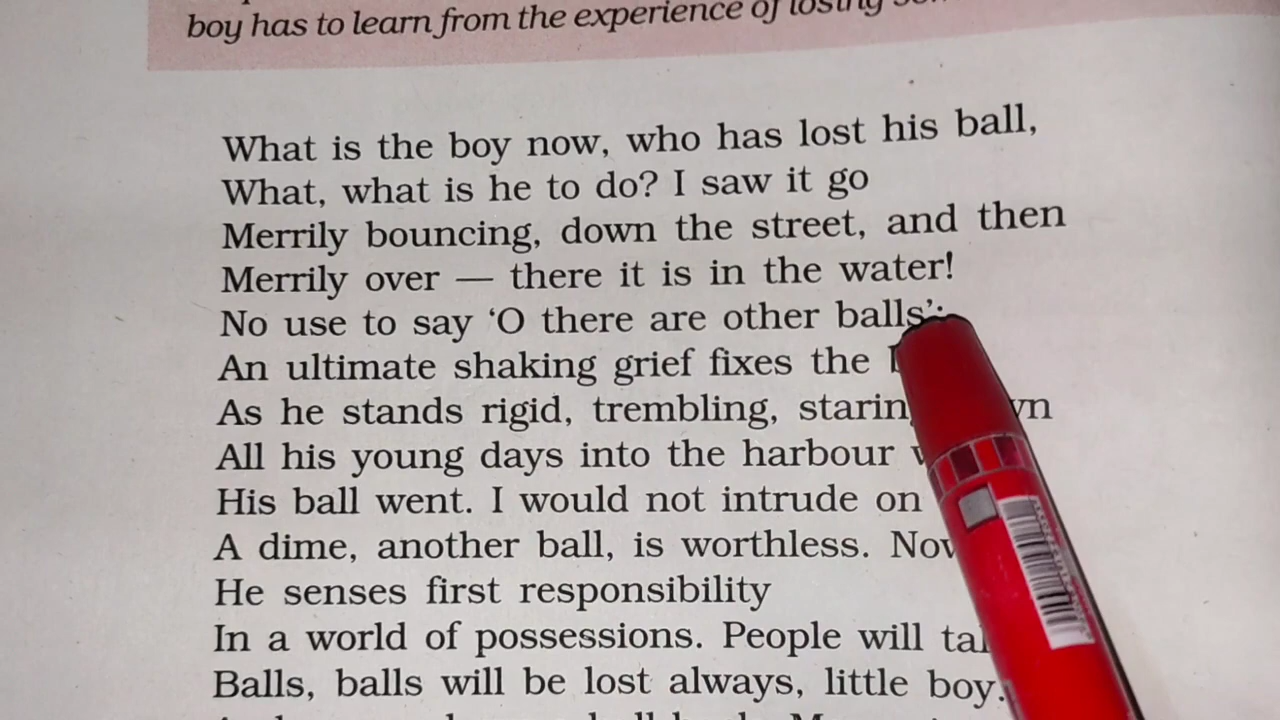 boy has to learn from the experience of losing
What is the boy now, who has lost his ball,
What, what is he to do? I saw it go
Merrily bouncing, down the street, and then
Merrily over — there it is in the water!
No use to say ‘O there are other balls’:
An ultimate shaking grief fixes the
As he stands rigid, trembling,
All his young days into the harbour
His ball went. I would not intrude on
A dime, another ball, is worthless.
He senses first responsibility
In a world of possessions. People will
Balls, balls will be lost always, little boy.